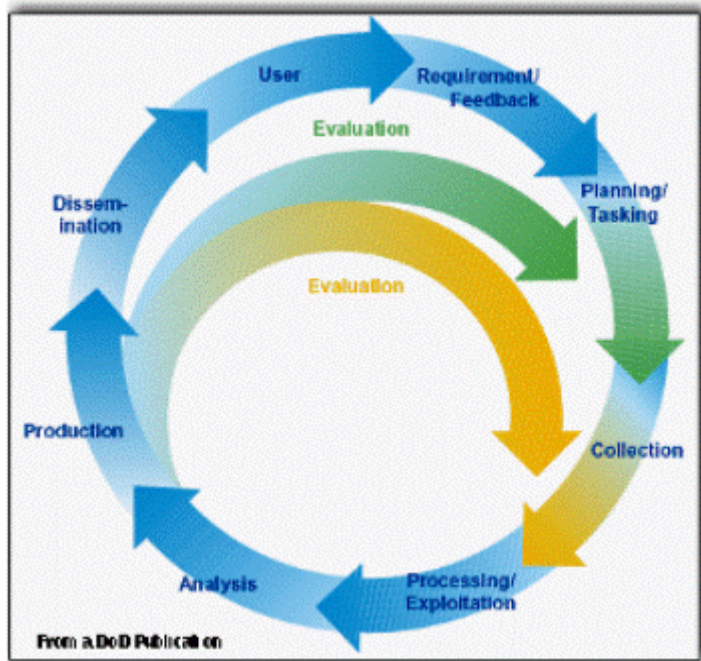 User
Requirement/
Feedback
Evaluation
Planning/
Tasking
Dissem-
ination
Evaluation
Production
Collection
Analysis
Processing/
Exploitation
From a DoD Publication